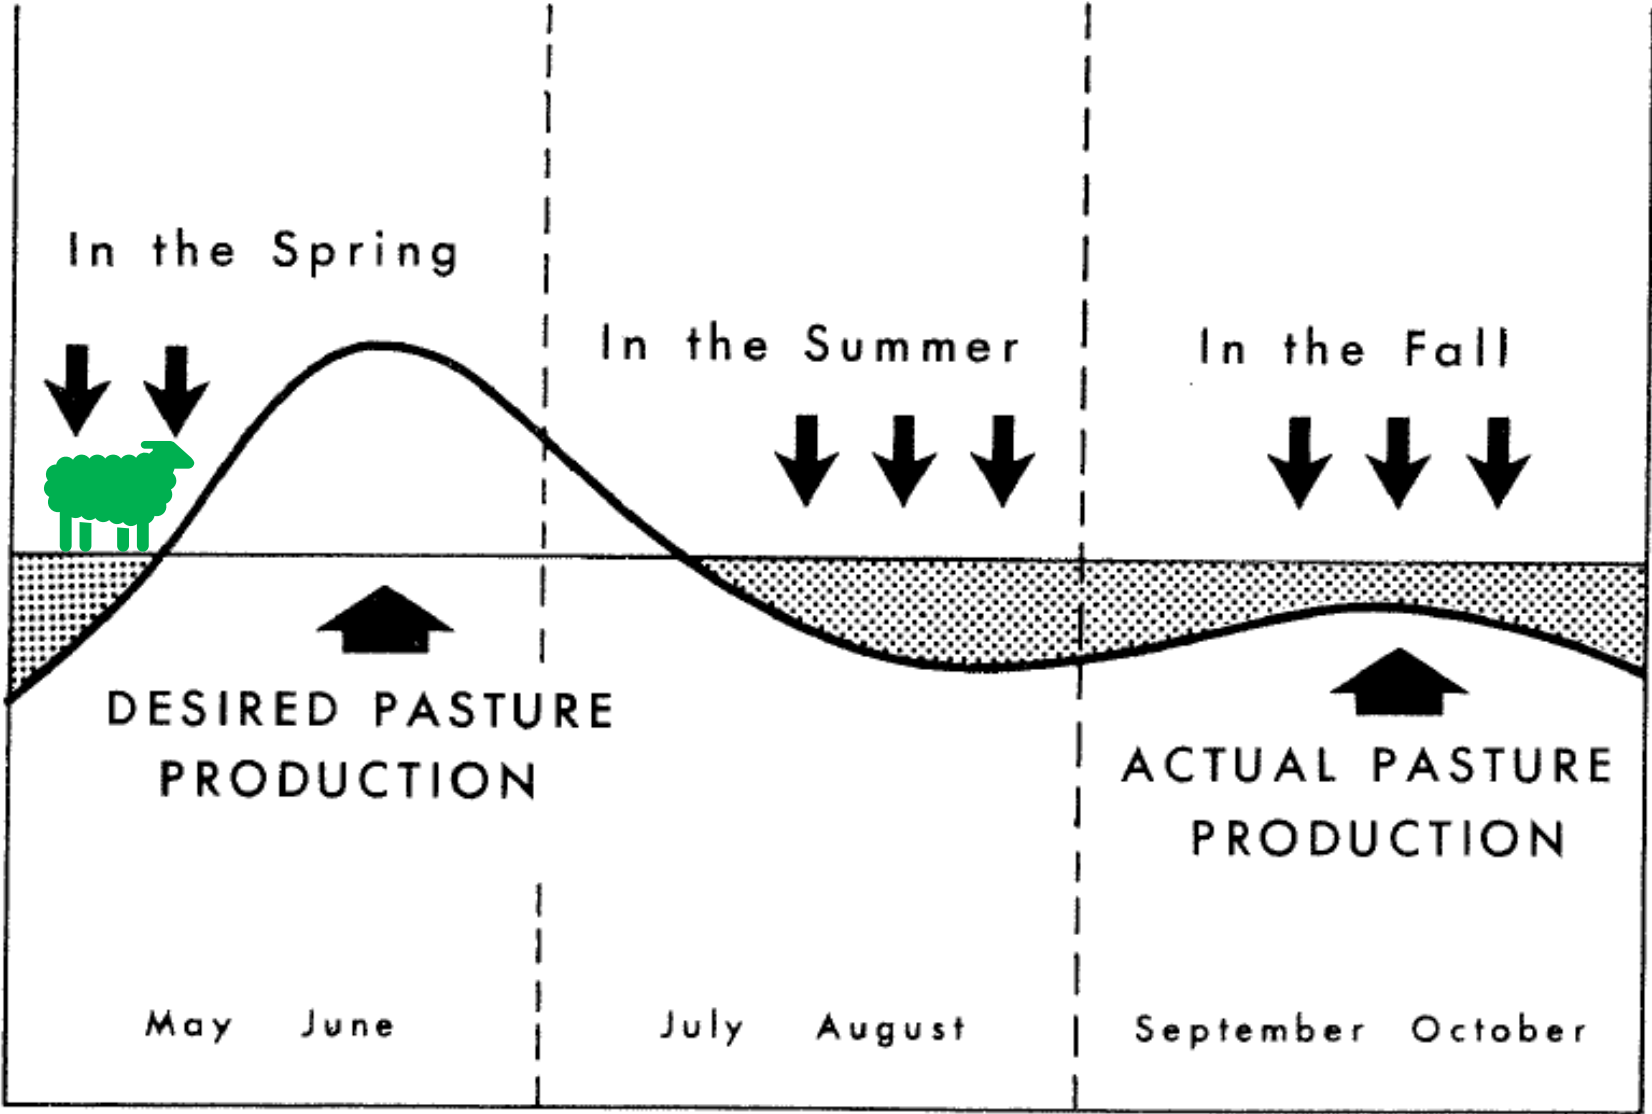 In the Spring
In the Summer
In the Fall
DESIRED PASTURE
PRODUCTION
ACTUAL PASTURE
PRODUCTION
May June
July August
September October